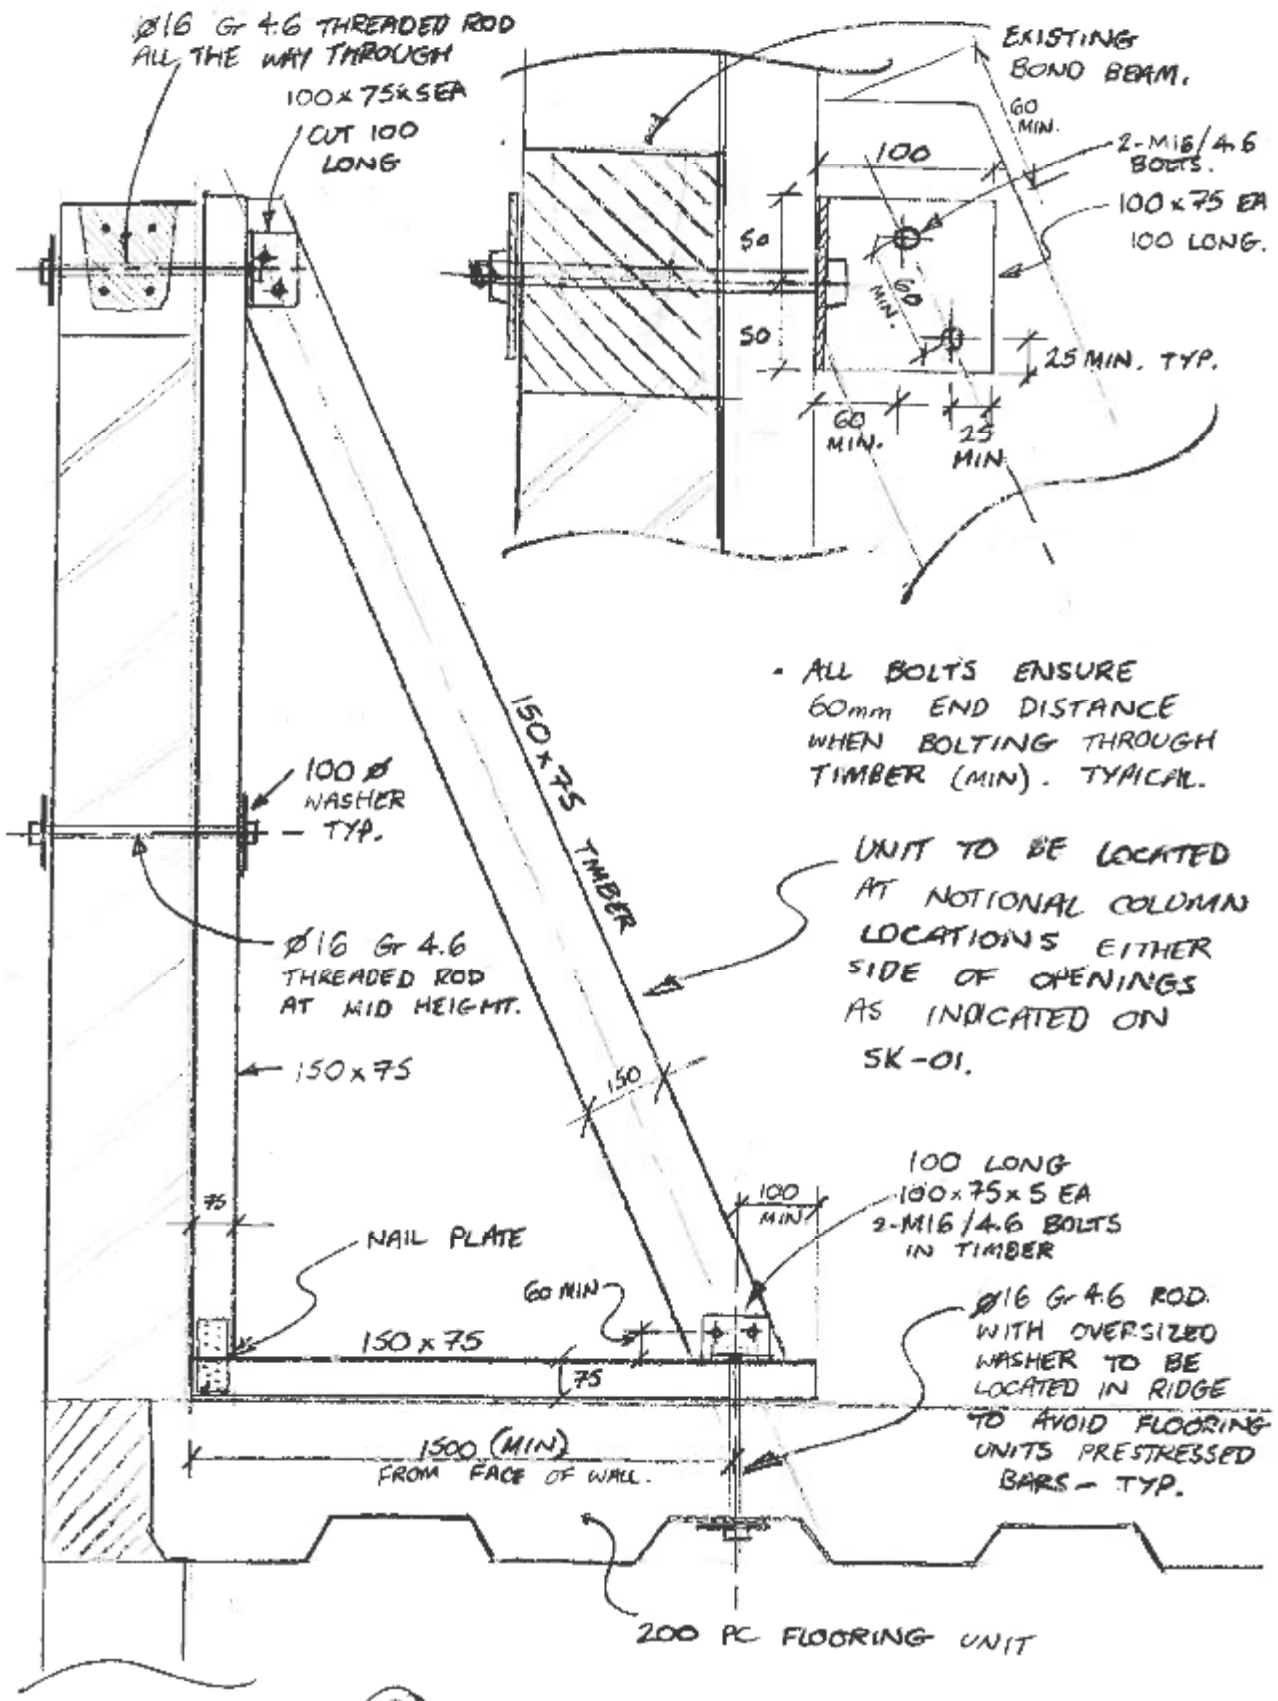 Ø16 Gr 4.6 THREADED ROD
ALL THE WAY THROUGH
100x75x5EA
CUT 100
LONG
EXISTING
BOND BEAM.
60
MIN.
2-M16/4.6
BOLTS.
100
100x75 EA
100 LONG.
50
60
MIN.
50
25 MIN. TYP.
60
MIN.
25
MIN
• ALL BOLTS ENSURE
60mm END DISTANCE
WHEN BOLTING THROUGH
TIMBER (MIN). TYPICAL.
150x75 TIMBER
100 Ø
WASHER
TYP.
UNIT TO BE LOCATED
AT NOTIONAL COLUMN
LOCATIONS EITHER
SIDE OF OPENINGS
AS INDICATED ON
SK-01.
Ø16 Gr 4.6
THREADED ROD
AT MID HEIGHT.
150x75
150
100 LONG
100x75x5 EA
2-M16/4.6 BOLTS
IN TIMBER
100
MIN
75
NAIL PLATE
60 MIN
Ø16 Gr 4.6 ROD.
WITH OVERSIZED
WASHER TO BE
LOCATED IN RIDGE
TO AVOID FLOORING
UNITS PRESTRESSED
BARS - TYP.
150x75
75
1500 (MIN)
FROM FACE OF WALL.
200 PC FLOORING UNIT